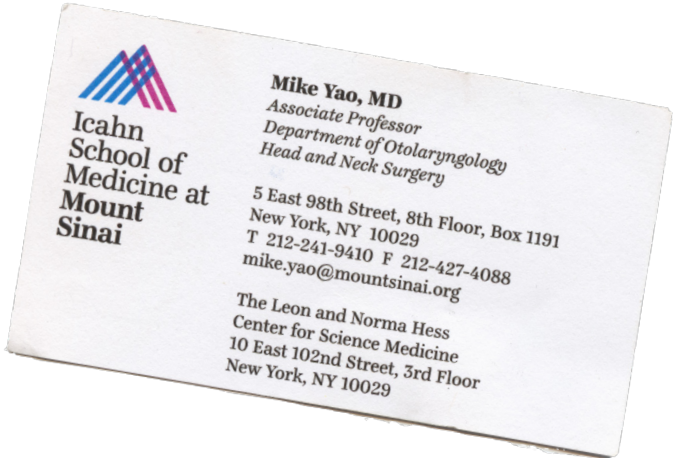 Icahn
School of
Medicine at
Mount
Sinai
Mike Yao, MD
Associate Professor
Department of Otolaryngology
Head and Neck Surgery
5 East 98th Street, 8th Floor, Box 1191
New York, NY 10029
T 212-241-9410 F 212-427-4088
mike.yao@mountsinai.org
The Leon and Norma Hess
Center for Science Medicine
10 East 102nd Street, 3rd Floor
New York, NY 10029